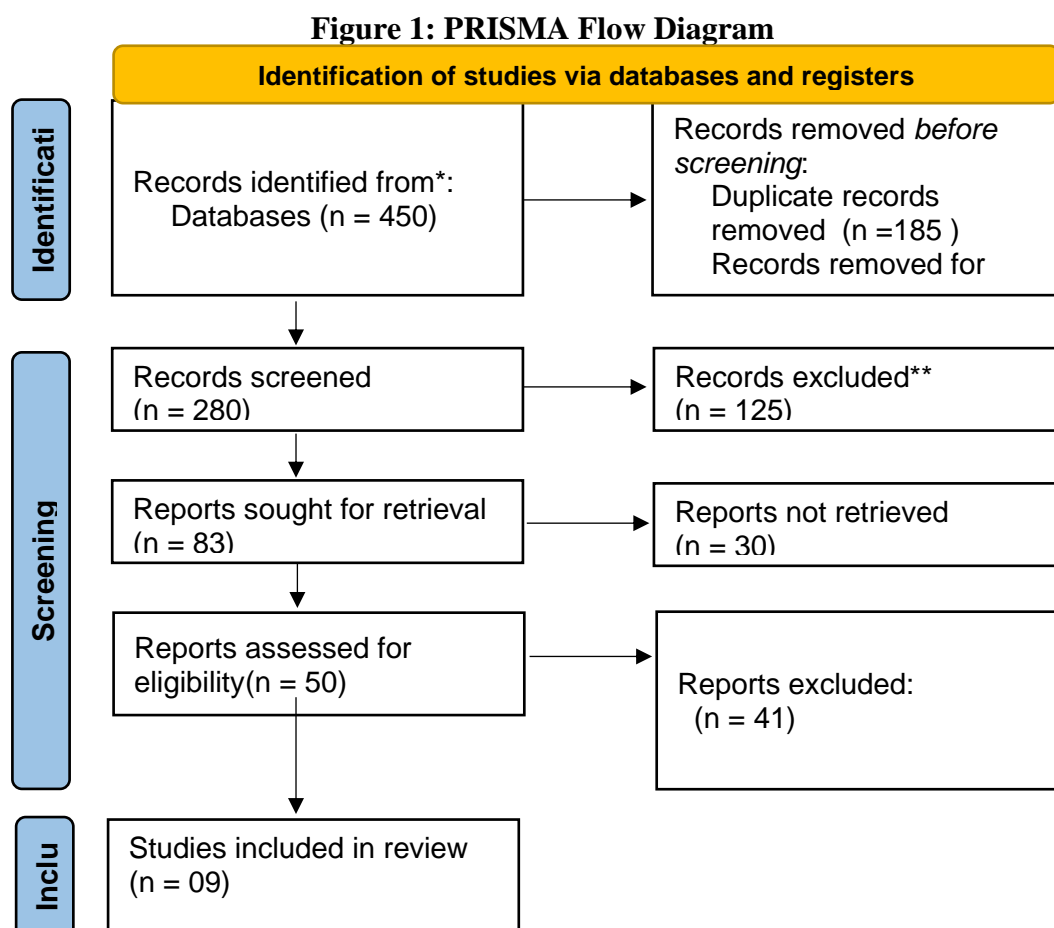 Figure 1: PRISMA Flow Diagram
Identification of studies via databases and registers
Identificati
Records identified from*:
Databases (n = 450)
Records removed before
screening:
Duplicate records
removed (n =185 )
Records removed for
Screening
Records screened
(n = 280)
Records excluded**
(n = 125)
Reports sought for retrieval
(n = 83)
Reports not retrieved
(n = 30)
Reports assessed for
eligibility(n = 50)
Reports excluded:
(n = 41)
Inclu
Studies included in review
(n = 09)